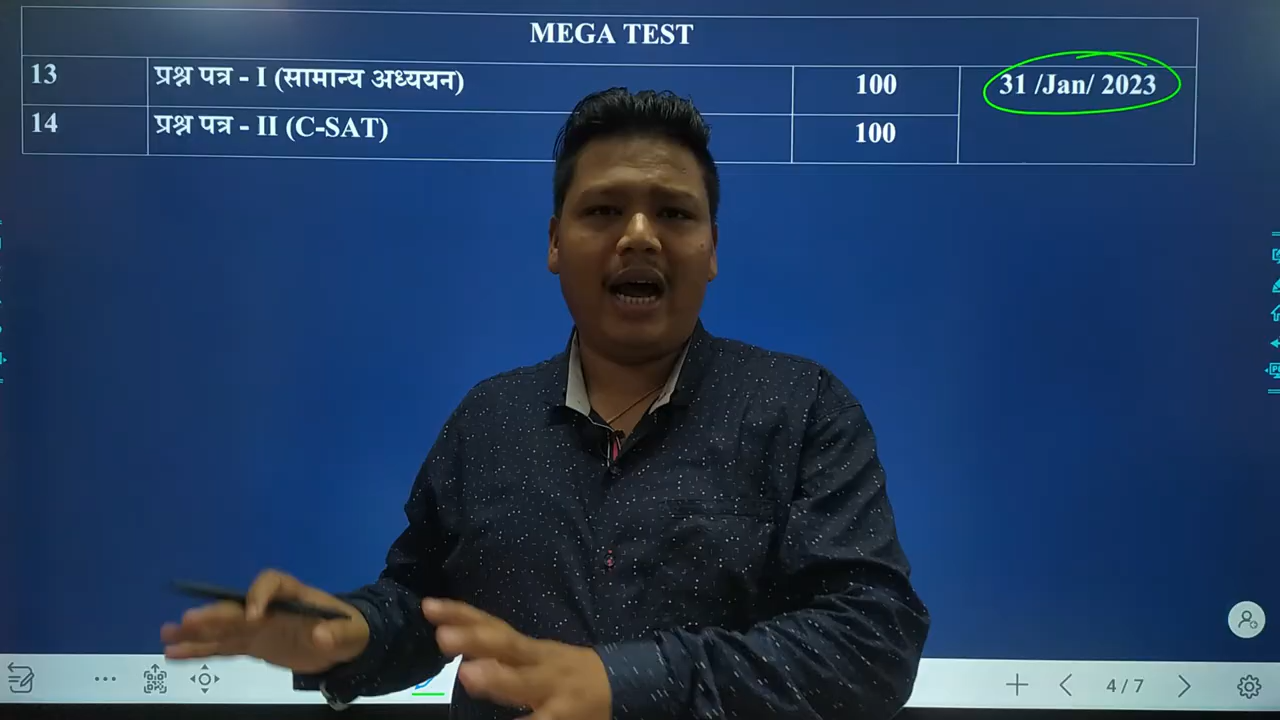 MEGA TEST
13 प्रश्न पत्र - I (सामान्य अध्ययन) 100 31 /Jan/ 2023
14 प्रश्न पत्र - II (C-SAT) 100
4 / 7